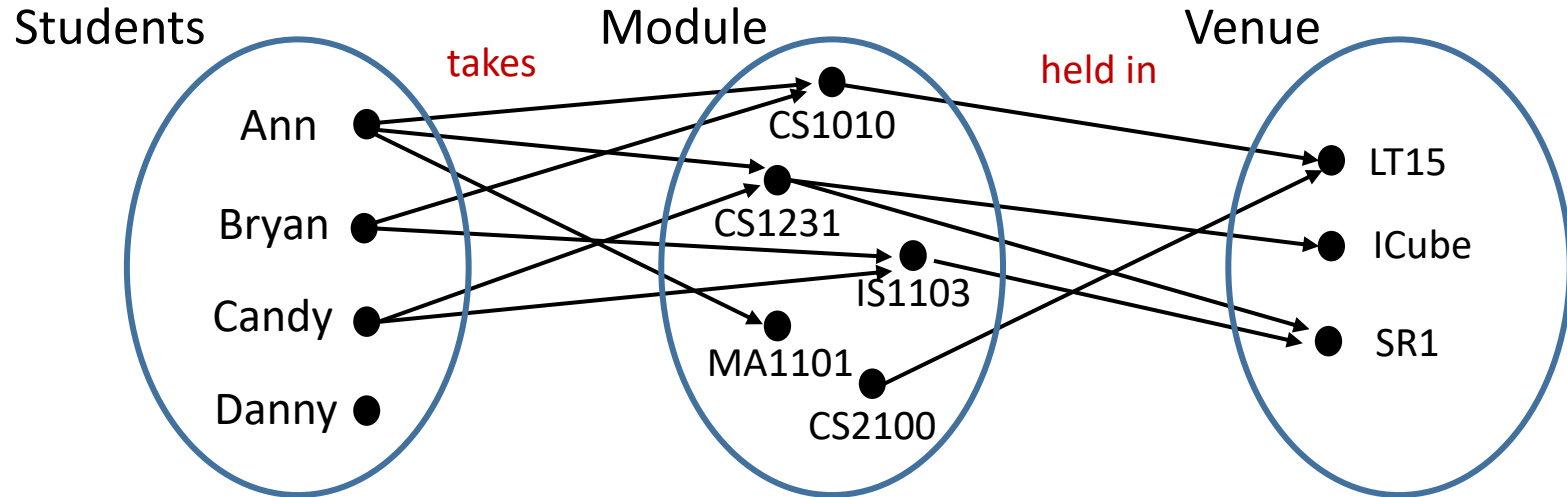 Students
Module
Venue
takes
held in
Ann
Bryan
Candy
Danny
CS1010
CS1231
IS1103
MA1101
CS2100
LT15
ICube
SR1